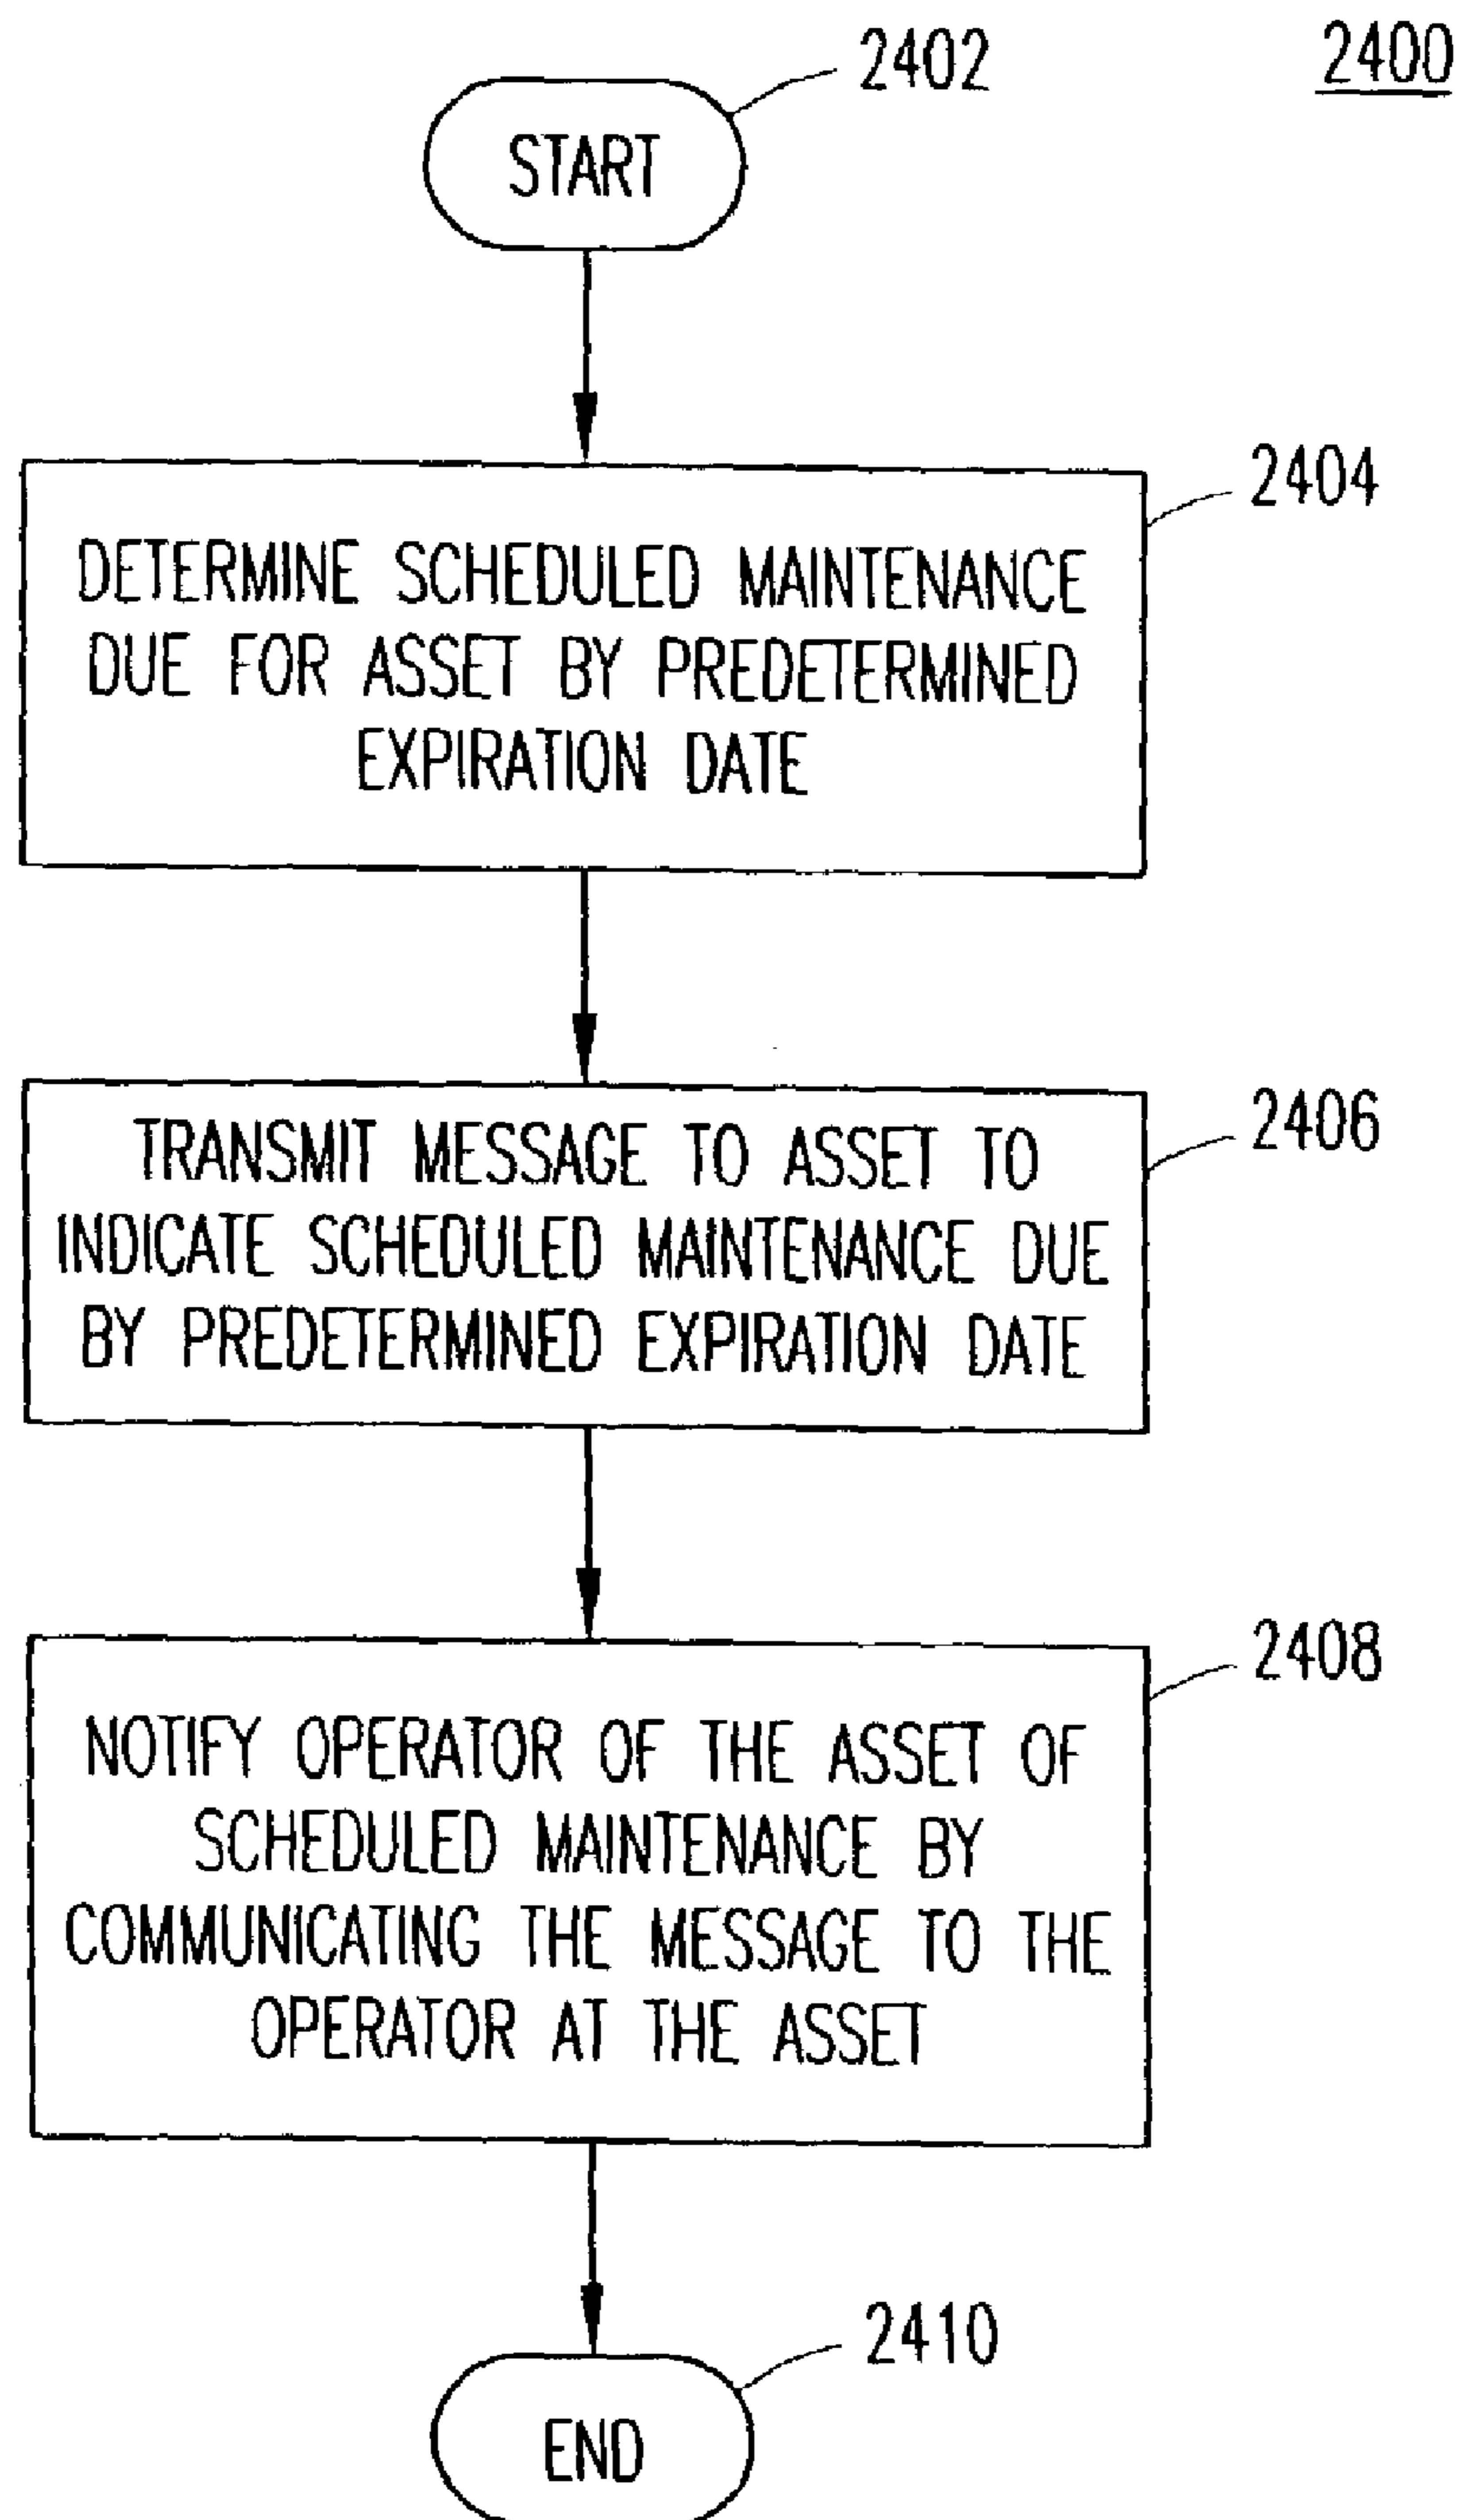 2402
2400
START
2404
DETERMINE SCHEDULED MAINTENANCE
DUE FOR ASSET BY PREDETERMINED
EXPIRATION DATE
2406
TRANSMIT MESSAGE TO ASSET TO
INDICATE SCHEDULED MAINTENANCE DUE
BY PREDETERMINED EXPIRATION DATE
2408
NOTIFY OPERATOR OF THE ASSET OF
SCHEDULED MAINTENANCE BY
COMMUNICATING THE MESSAGE TO THE
OPERATOR AT THE ASSET
2410
END